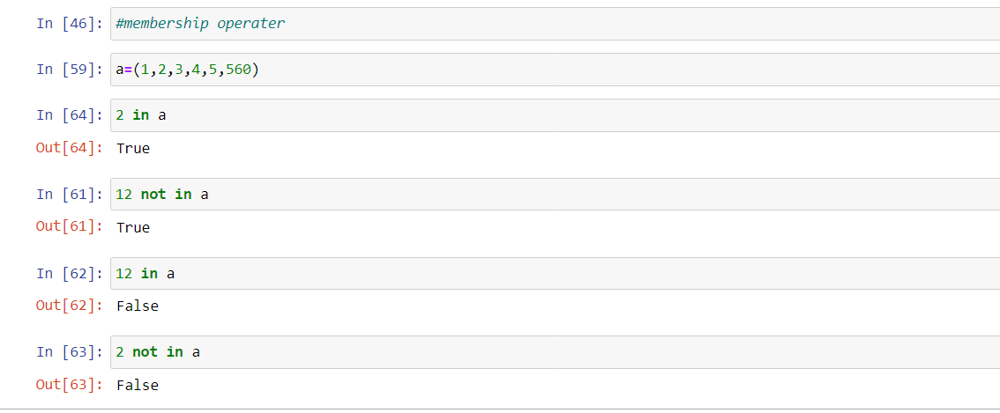 In [46]: #membership operater
In [59]: a=(1,2,3,4,5,560)
In [64]: 2 in a
Out[64]: True
In [61]: 12 not in a
Out[61]: True
In [62]: 12 in a
Out[62]: False
In [63]: 2 not in a
Out[63]: False